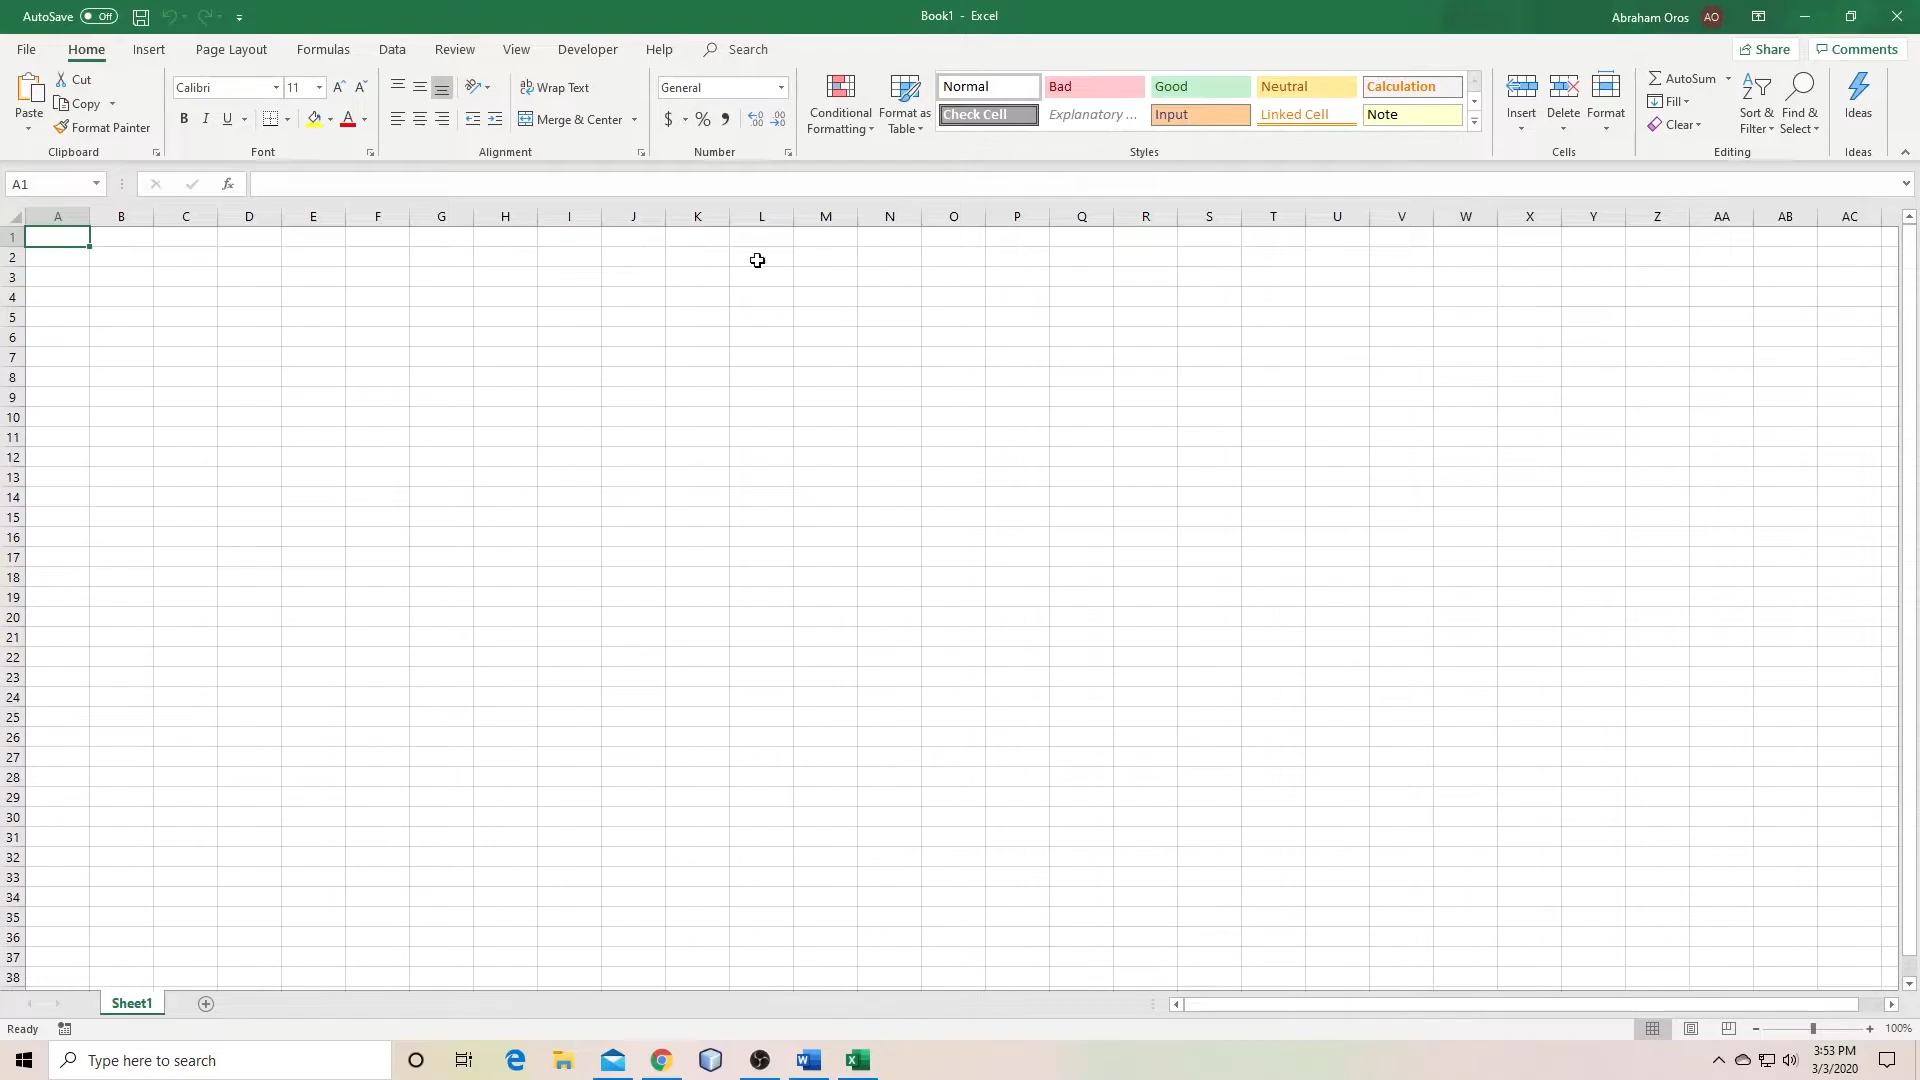 AutoSave Off
Book1 - Excel
Abraham Oros AO
File Home Insert Page Layout Formulas Data Review View Developer Help Search
Share Comments
Cut
Copy
Format Painter
Paste
Clipboard
Calibri 11
B I U A
Font
Wrap Text
Merge & Center
Alignment
General
$ % 9
Number
Conditional Formatting
Format as Table
Normal Bad Good Neutral Calculation
Check Cell Explanatory ... Input Linked Cell Note
Styles
Insert Delete Format
Cells
AutoSum
Fill
Clear
Sort & Filter
Find & Select
Editing
Ideas
Ideas
A1
fx
A B C D E F G H I J K L M N O P Q R S T U V W X Y Z AA AB AC
1
2
3
4
5
6
7
8
9
10
11
12
13
14
15
16
17
18
19
20
21
22
23
24
25
26
27
28
29
30
31
32
33
34
35
36
37
38
Sheet1
Ready
100%
Type here to search
3:53 PM
3/3/2020